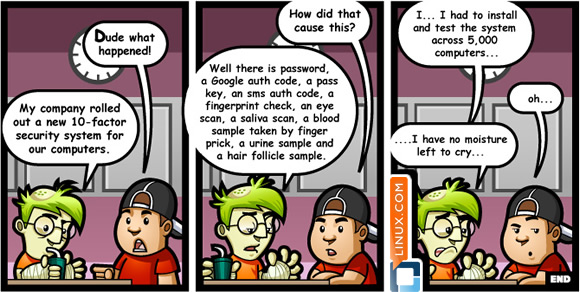 Dude what
happened!
My company rolled
out a new 10-factor
security system for
our computers.
How did that
cause this?
Well there is password,
a Google auth code, a pass
key, an sms auth code, a
fingerprint check, an eye
scan, a saliva scan, a blood
sample taken by finger
prick, a urine sample and
a hair follicle sample.
I... I had to install
and test the system
across 5,000
computers...
oh...
....I have no moisture
left to cry...
LINUX.COM
END